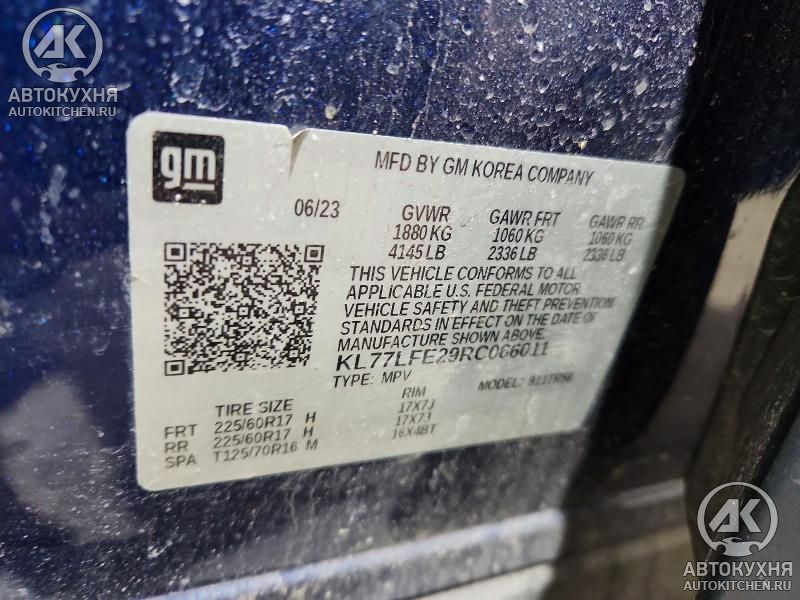 AK
АВТОКУХНЯ
AUTOKITCHEN.RU
gm
MFD BY GM KOREA COMPANY
06/23
GVWR GAWR FRT GAWR RR
1880 KG 1060 KG 1060 KG
4145 LB 2336 LB 2336 LB
THIS VEHICLE CONFORMS TO ALL
APPLICABLE U.S. FEDERAL MOTOR
VEHICLE SAFETY AND THEFT PREVENTION
STANDARDS IN EFFECT ON THE DATE OF
MANUFACTURE SHOWN ABOVE.
KL77LFE29RC066011
TYPE: MPV MODEL: 911TR56
TIRE SIZE RIM
FRT 225/60R17 H 17X7J
RR 225/60R17 H 17X7J
SPA T125/70R16 M 16X4BT
AK
АВТОКУХНЯ
AUTOKITCHEN.RU